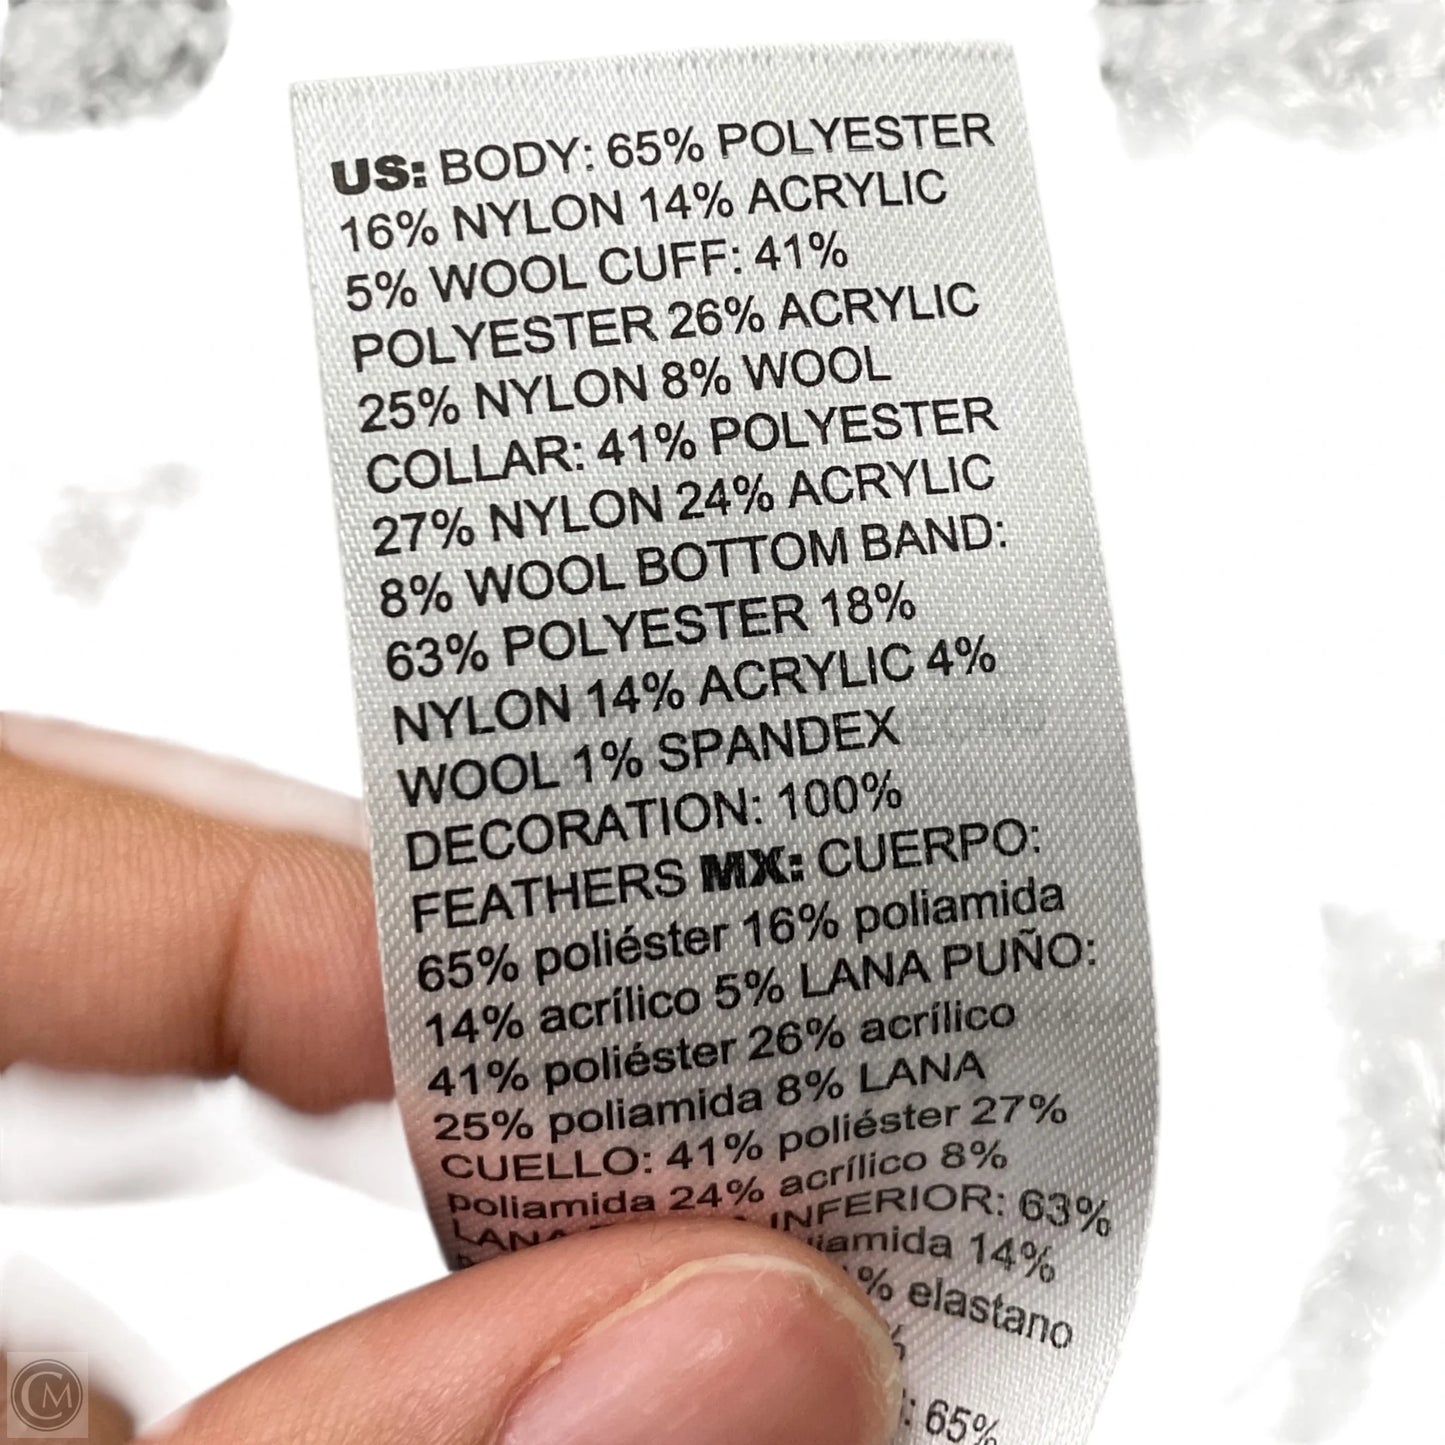 US: BODY: 65% POLYESTER
16% NYLON 14% ACRYLIC
5% WOOL CUFF: 41%
POLYESTER 26% ACRYLIC
25% NYLON 8% WOOL
COLLAR: 41% POLYESTER
27% NYLON 24% ACRYLIC
8% WOOL BOTTOM BAND:
63% POLYESTER 18%
NYLON 14% ACRYLIC 4%
WOOL 1% SPANDEX
DECORATION: 100%
FEATHERS MX: CUERPO:
65% poliéster 16% poliamida
14% acrílico 5% LANA PUÑO:
41% poliéster 26% acrílico
25% poliamida 8% LANA
CUELLO: 41% poliéster 27%
poliamida 24% acrílico 8%
LANA INFERIOR: 63%
14%
elastano
65%
CM